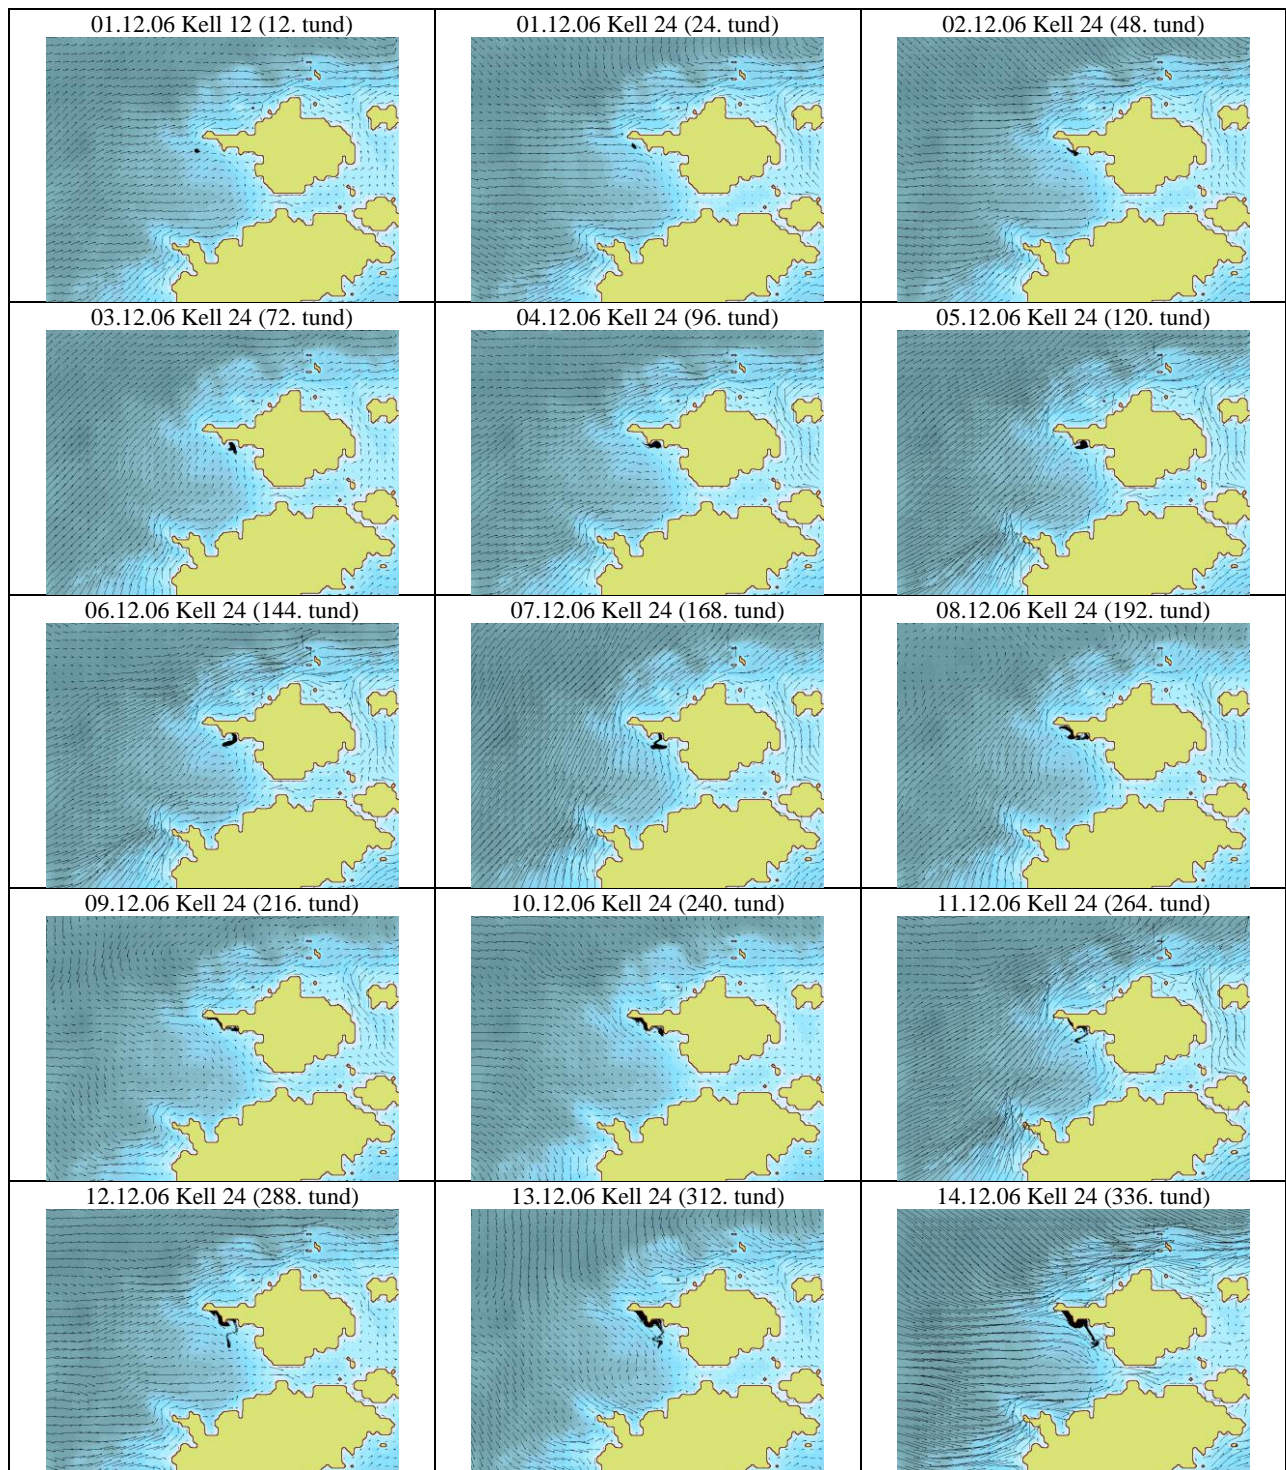 01.12.06 Kell 12 (12. tund)
01.12.06 Kell 24 (24. tund)
02.12.06 Kell 24 (48. tund)
03.12.06 Kell 24 (72. tund)
04.12.06 Kell 24 (96. tund)
05.12.06 Kell 24 (120. tund)
06.12.06 Kell 24 (144. tund)
07.12.06 Kell 24 (168. tund)
08.12.06 Kell 24 (192. tund)
09.12.06 Kell 24 (216. tund)
10.12.06 Kell 24 (240. tund)
11.12.06 Kell 24 (264. tund)
12.12.06 Kell 24 (288. tund)
13.12.06 Kell 24 (312. tund)
14.12.06 Kell 24 (336. tund)